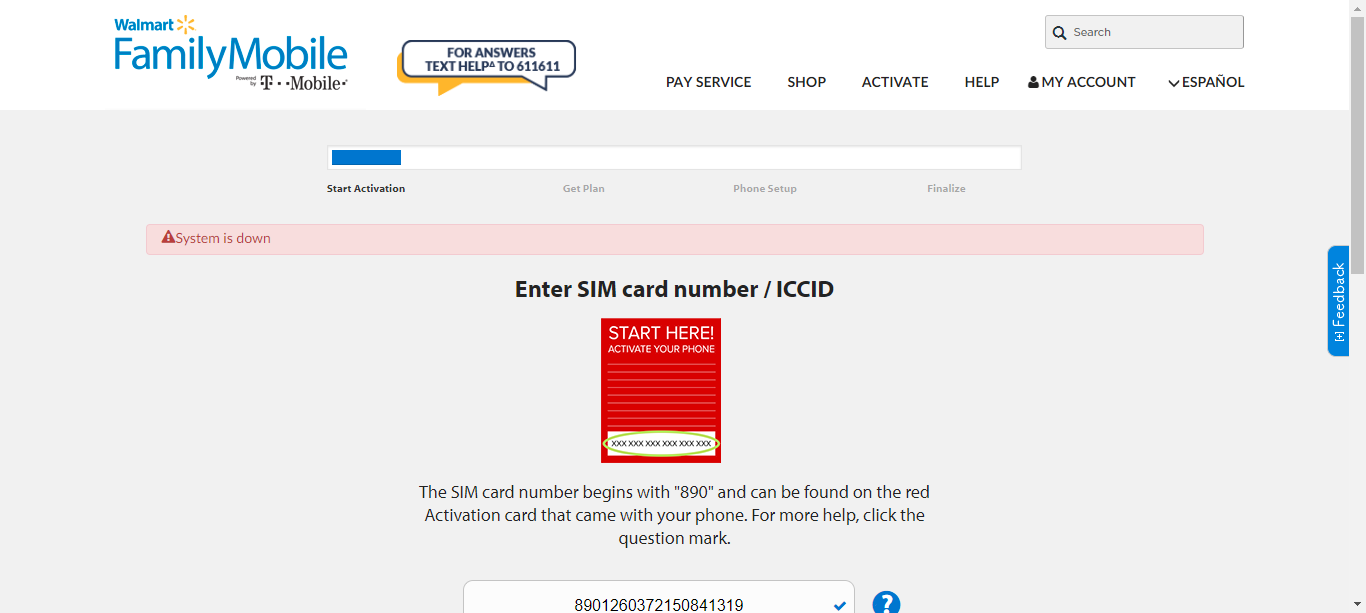 Walmart
FamilyMobile
Powered by T-Mobile
FOR ANSWERS
TEXT HELP∆ TO 611611
Search
PAY SERVICE SHOP ACTIVATE HELP MY ACCOUNT ESPAÑOL
Start Activation Get Plan Phone Setup Finalize
System is down
Feedback
Enter SIM card number / ICCID
START HERE!
ACTIVATE YOUR PHONE
XXX XXX XXX XXX XXX XXX XXX
The SIM card number begins with "890" and can be found on the red
Activation card that came with your phone. For more help, click the
question mark.
8901260372150841319
?